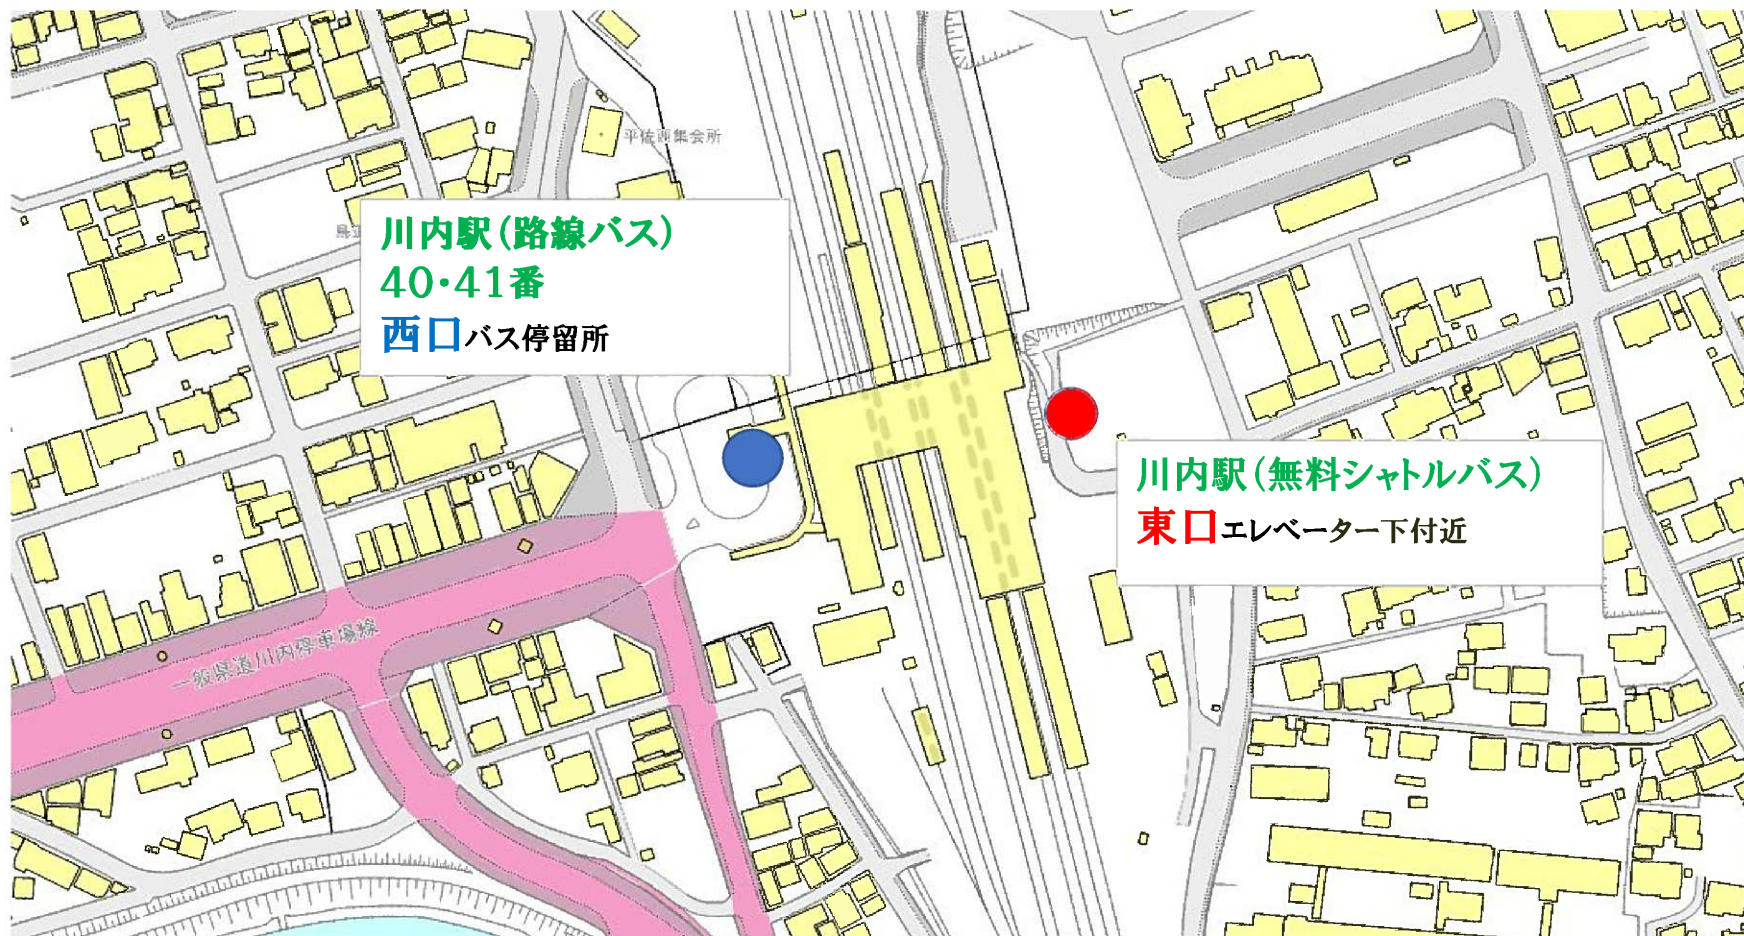 平佐西集会所
川内駅(路線バス)
40・41番
西口バス停留所
川内駅(無料シャトルバス)
東口エレベーター下付近
一般県道川内停車場線